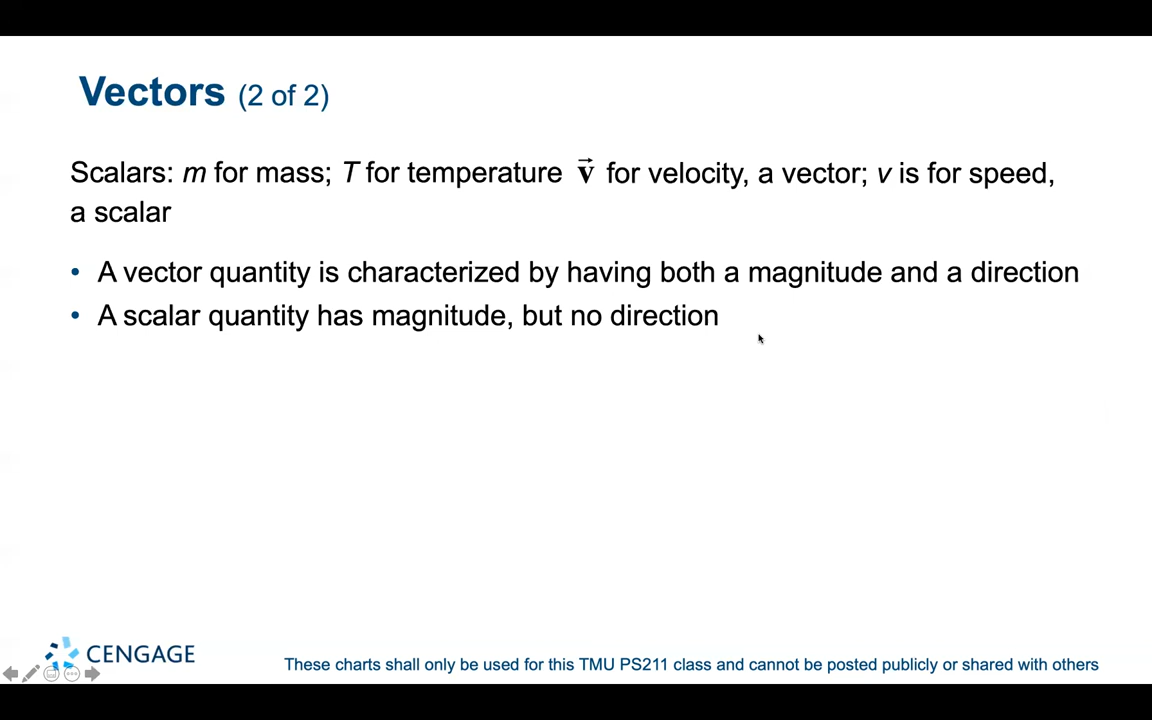 Vectors (2 of 2)
Scalars: m for mass; T for temperature v⃗ for velocity, a vector; v is for speed,
a scalar
• A vector quantity is characterized by having both a magnitude and a direction
• A scalar quantity has magnitude, but no direction
CENGAGE
These charts shall only be used for this TMU PS211 class and cannot be posted publicly or shared with others